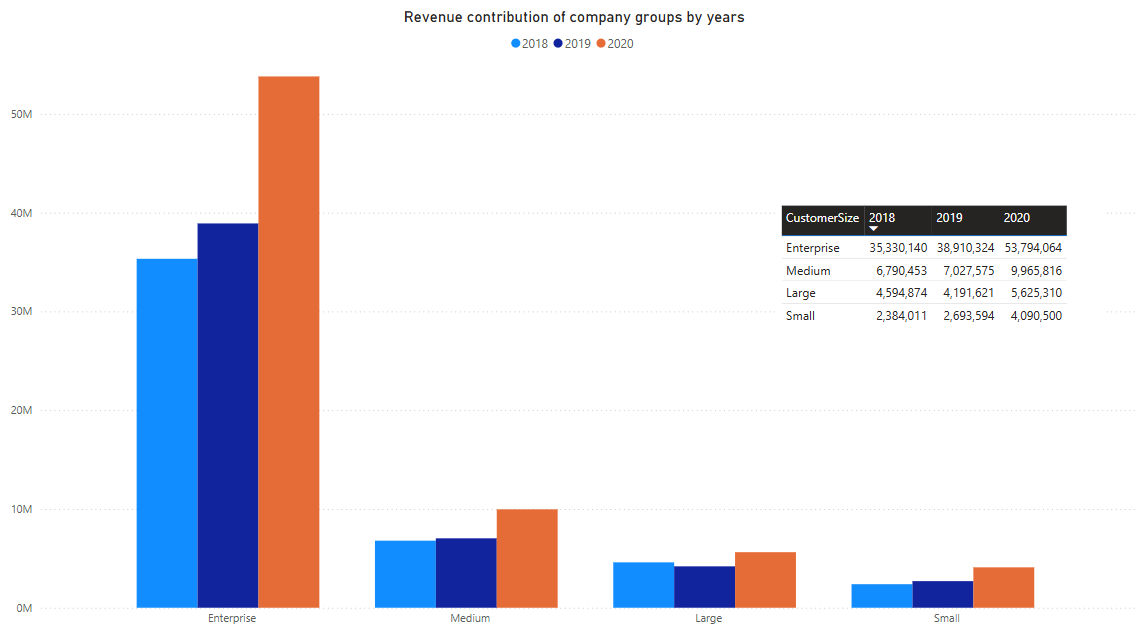 Revenue contribution of company groups by years
2018 2019 2020
50M
40M
30M
20M
10M
0M
CustomerSize 2018 2019 2020
Enterprise 35,330,140 38,910,324 53,794,064
Medium 6,790,453 7,027,575 9,965,816
Large 4,594,874 4,191,621 5,625,310
Small 2,384,011 2,693,594 4,090,500
Enterprise Medium Large Small